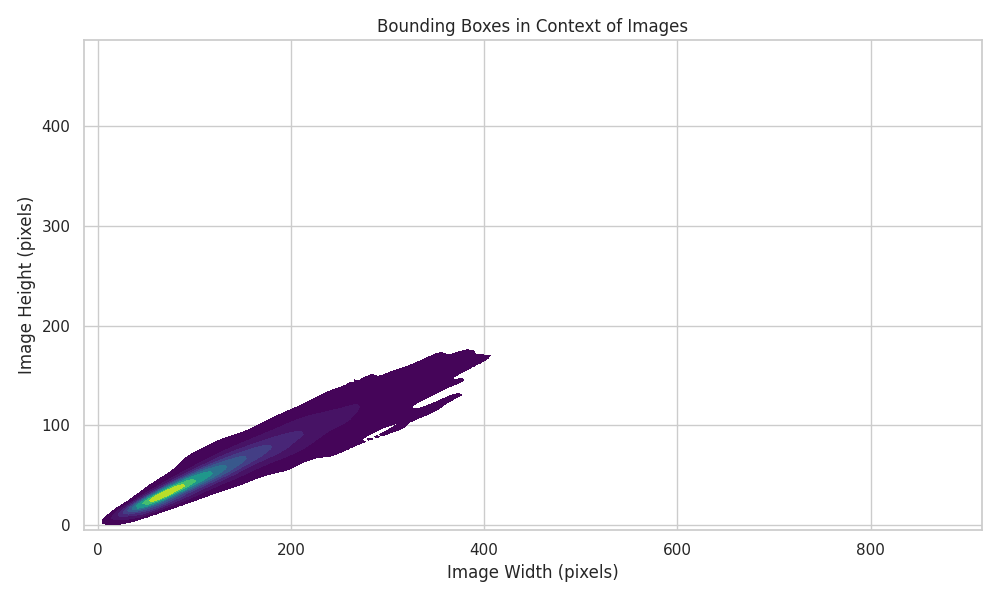 Bounding Boxes in Context of Images
Image Height (pixels)
400
300
200
100
0
0 200 400 600 800
Image Width (pixels)